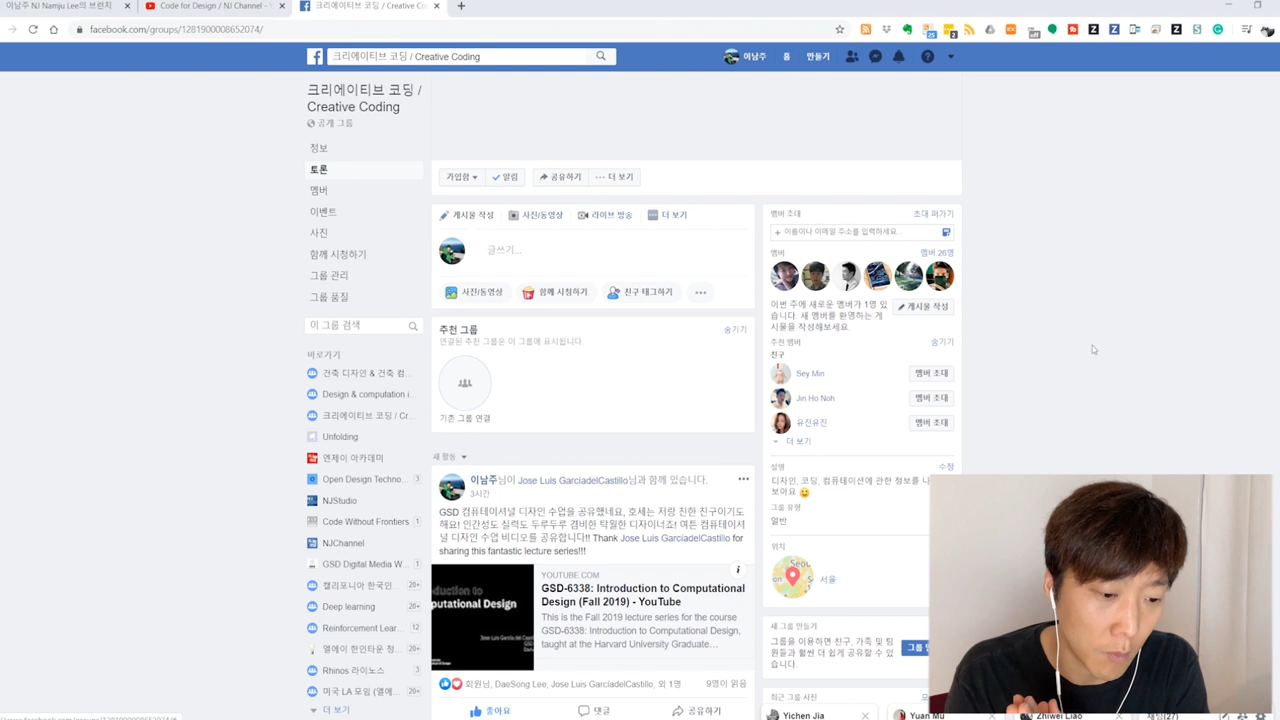 이남주 NJ Namju Lee의 브런치
Code for Design / NJ Channel - Y
크리에이티브 코딩 / Creative Co
facebook.com/groups/1281900008652074/
크리에이티브 코딩 / Creative Coding
이남주
홈
만들기
크리에이티브 코딩 /
Creative Coding
공개 그룹
정보
토론
멤버
이벤트
사진
함께 시청하기
그룹 관리
그룹 품질
이 그룹 검색
바로가기
건축 디자인 & 건축 컴...
Design & computation i...
크리에이티브 코딩 / Cr...
Unfolding
엔제이 아카데미
Open Design Techno... 3
NJStudio
Code Without Frontiers 1
NJChannel
GSD Digital Media W... 1
캘리포니아 한국인... 20+
Deep learning 20+
Reinforcement Lear... 12
열에이 한인타운 정... 20+
Rhinos 라이노스 3
미국 LA 모임 (열에... 20+
더 보기
가입함
알림
공유하기
더 보기
게시물 작성
사진/동영상
라이브 방송
더 보기
글쓰기...
사진/동영상
함께 시청하기
친구 태그하기
추천 그룹
숨기기
연결된 추천 그룹은 이 그룹에 표시됩니다.
기존 그룹 연결
새 활동
이남주님이 Jose Luis GarcíadelCastillo님과 함께 있습니다.
3시간
GSD 컴퓨테이셔널 디자인 수업을 공유했네요, 호세는 저랑 친한 친구이기도
해요! 인간성도 실력도 두루두루 겸비한 탁월한 디자이너죠! 여튼 컴퓨테이셔
널 디자인 수업 비디오를 공유합니다!! Thank Jose Luis GarcíadelCastillo for
sharing this fantastic lecture series!!!
oduction to
putational Design
YOUTUBE.COM
GSD-6338: Introduction to Computational
Design (Fall 2019) - YouTube
This is the Fall 2019 lecture series for the course
GSD-6338: Introduction to Computational Design,
taught at the Harvard University Graduate...
회원님, DaeSong Lee, Jose Luis GarcíadelCastillo, 외 1명
9명이 읽음
좋아요
댓글
공유하기
멤버 초대
초대 퍼가기
이름이나 이메일 주소를 입력하세요...
멤버
멤버 26명
이번 주에 새로운 멤버가 1명 있
습니다. 새 멤버를 환영하는 게
시물을 작성해보세요.
게시물 작성
추천 멤버
숨기기
친구
Sey Min
멤버 초대
Jin Ho Noh
멤버 초대
유진유진
멤버 초대
더 보기
설명
수정
디자인, 코딩, 컴퓨테이션에 관한 정보를 나
보아요
그룹 유형
일반
위치
Seou
서울
새 그룹 만들기
그룹을 이용하면 친구, 가족 및 팀
원들과 훨씬 더 쉽게 공유할 수 있
습니다.
최근 그룹 사진
Yichen Jia
Yuan Mu
Zhiwei Liao
채팅(27)